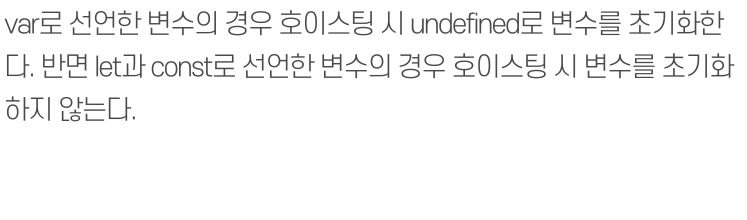 var로 선언한 변수의 경우 호이스팅 시 undefined로 변수를 초기화한
다. 반면 let과 const로 선언한 변수의 경우 호이스팅 시 변수를 초기화
하지 않는다.